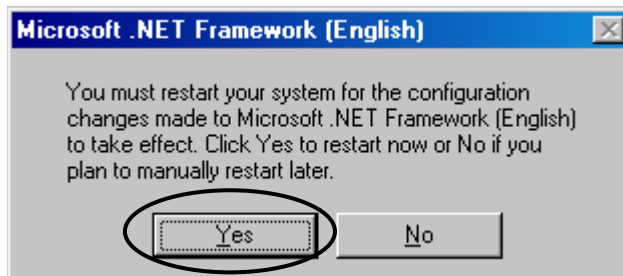 Microsoft .NET Framework (English)
You must restart your system for the configuration
changes made to Microsoft .NET Framework (English)
to take effect. Click Yes to restart now or No if you
plan to manually restart later.
Yes No